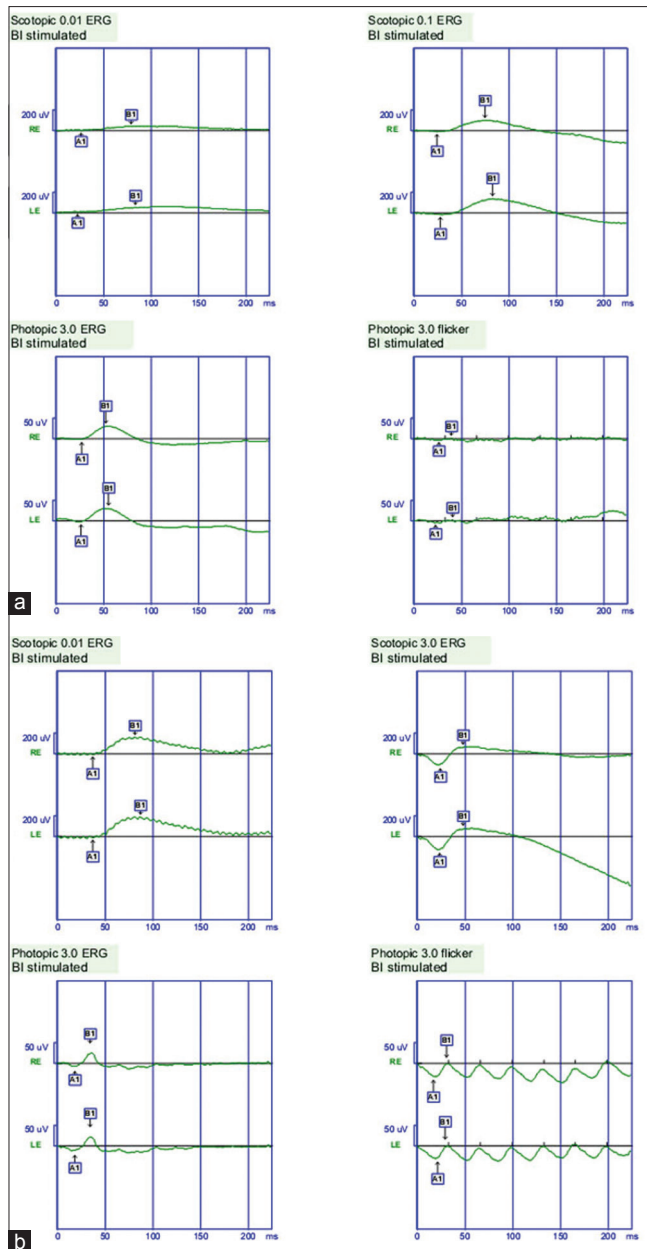 Scotopic 0.01 ERG
BI stimulated
200 uV
RE
B1
A1
200 uV
LE
B1
A1
0 50 100 150 200 ms
Scotopic 0.1 ERG
BI stimulated
200 uV
RE
B1
A1
200 uV
LE
B1
A1
0 50 100 150 200 ms
Photopic 3.0 ERG
BI stimulated
50 uV
RE
B1
A1
50 uV
LE
B1
A1
0 50 100 150 200 ms
Photopic 3.0 flicker
BI stimulated
50 uV
RE
B1
A1
50 uV
LE
B1
A1
0 50 100 150 200 ms
a
Scotopic 0.01 ERG
BI stimulated
200 uV
RE
B1
A1
200 uV
LE
B1
A1
0 50 100 150 200 ms
Scotopic 3.0 ERG
BI stimulated
200 uV
RE
B1
A1
200 uV
LE
B1
A1
0 50 100 150 200 ms
Photopic 3.0 ERG
BI stimulated
50 uV
RE
B1
A1
50 uV
LE
B1
A1
0 50 100 150 200 ms
Photopic 3.0 flicker
BI stimulated
50 uV
RE
B1
A1
50 uV
LE
B1
A1
0 50 100 150 200 ms
b